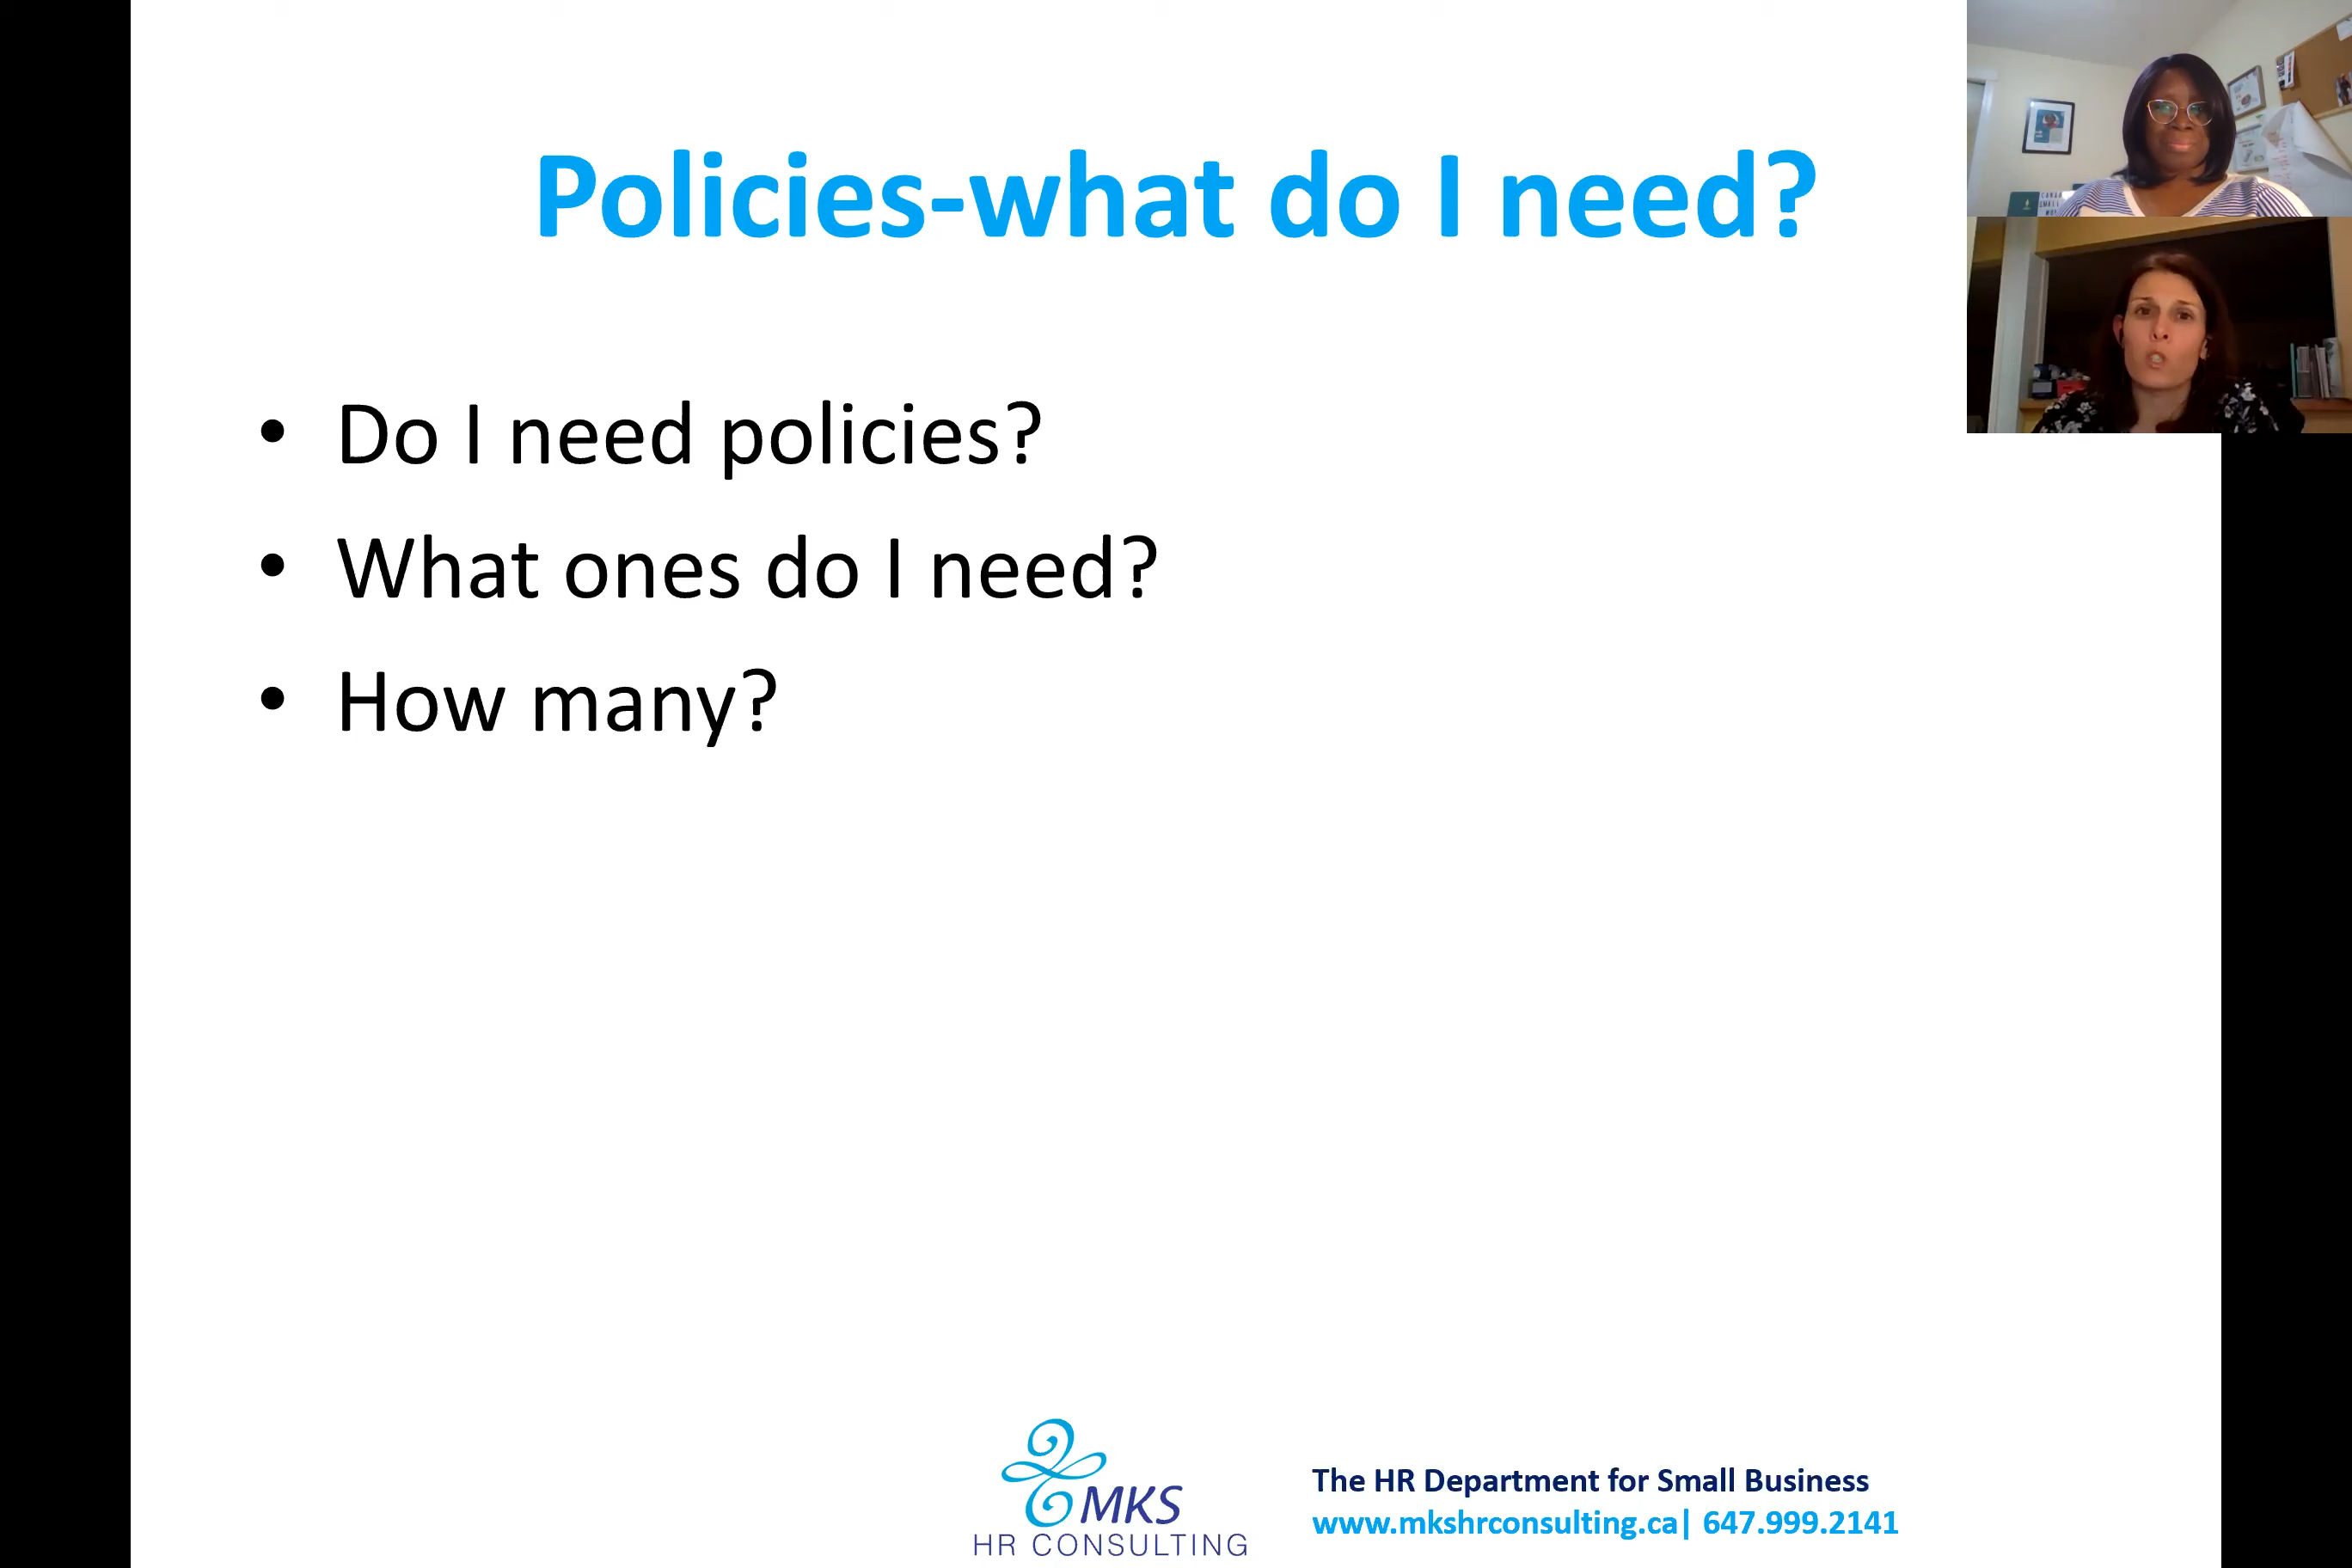 Policies-what do I need?
• Do I need policies?
• What ones do I need?
• How many?
MKS
HR CONSULTING
The HR Department for Small Business
www.mkshrconsulting.ca| 647.999.2141